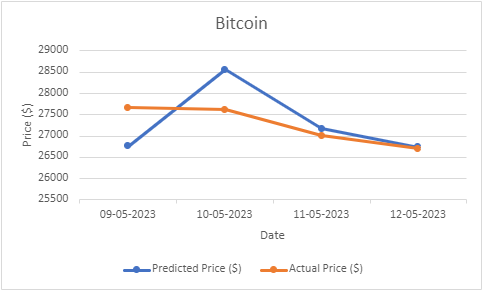 Bitcoin
29000
28500
28000
27500
27000
26500
26000
25500
Price ($)
09-05-2023 10-05-2023 11-05-2023 12-05-2023
Date
Predicted Price ($) Actual Price ($)